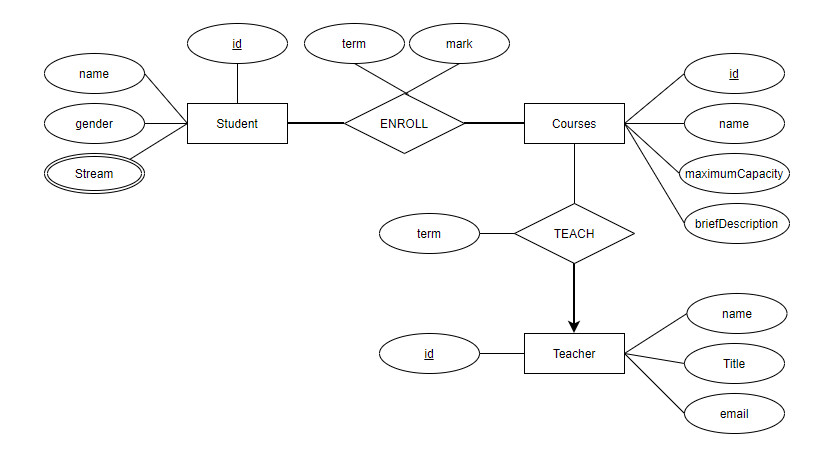 id
term
mark
name
gender
Student
ENROLL
Courses
id
name
Stream
maximumCapacity
briefDescription
term
TEACH
name
id
Teacher
Title
email